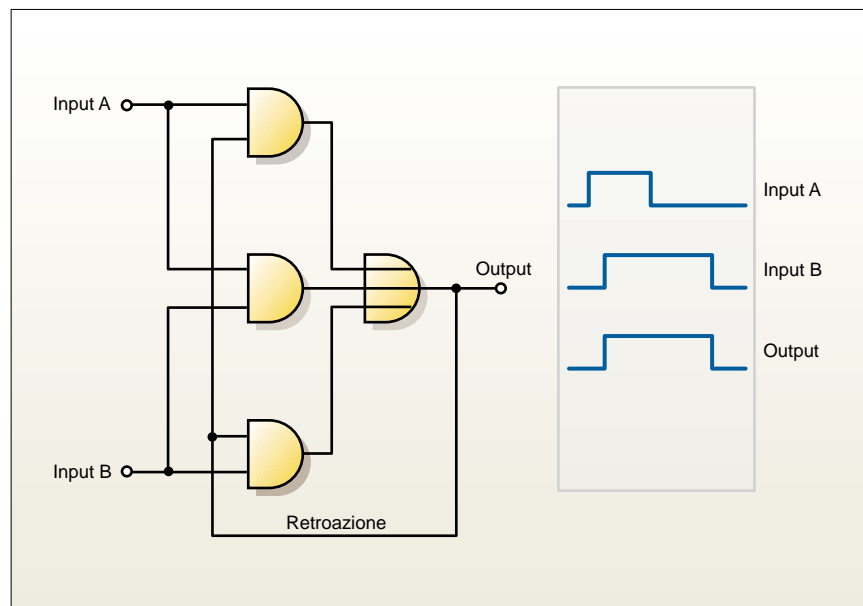 Input A
Output
Input B
Retroazione
Input A
Input B
Output